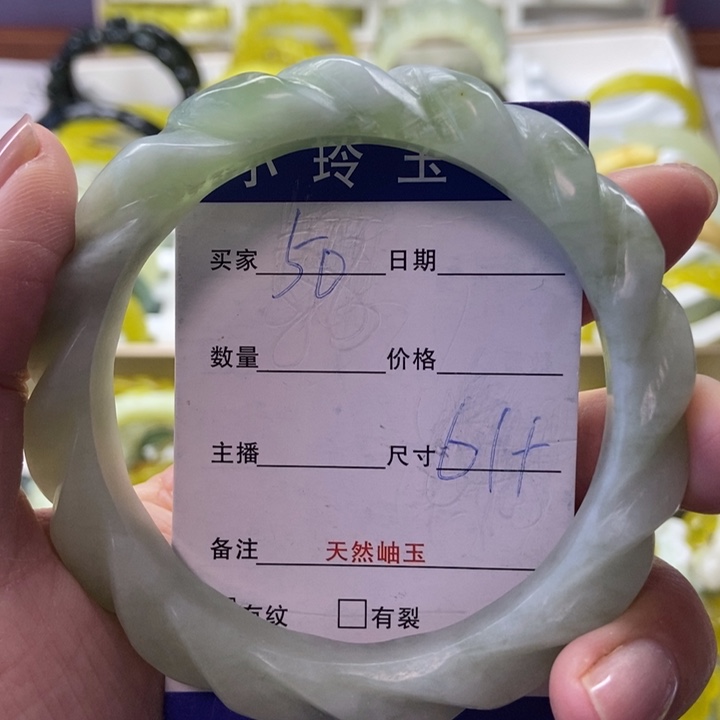 小玲玉
买家 50 日期
数量 价格
主播 尺寸 61+
备注 天然岫玉
有纹 □有裂